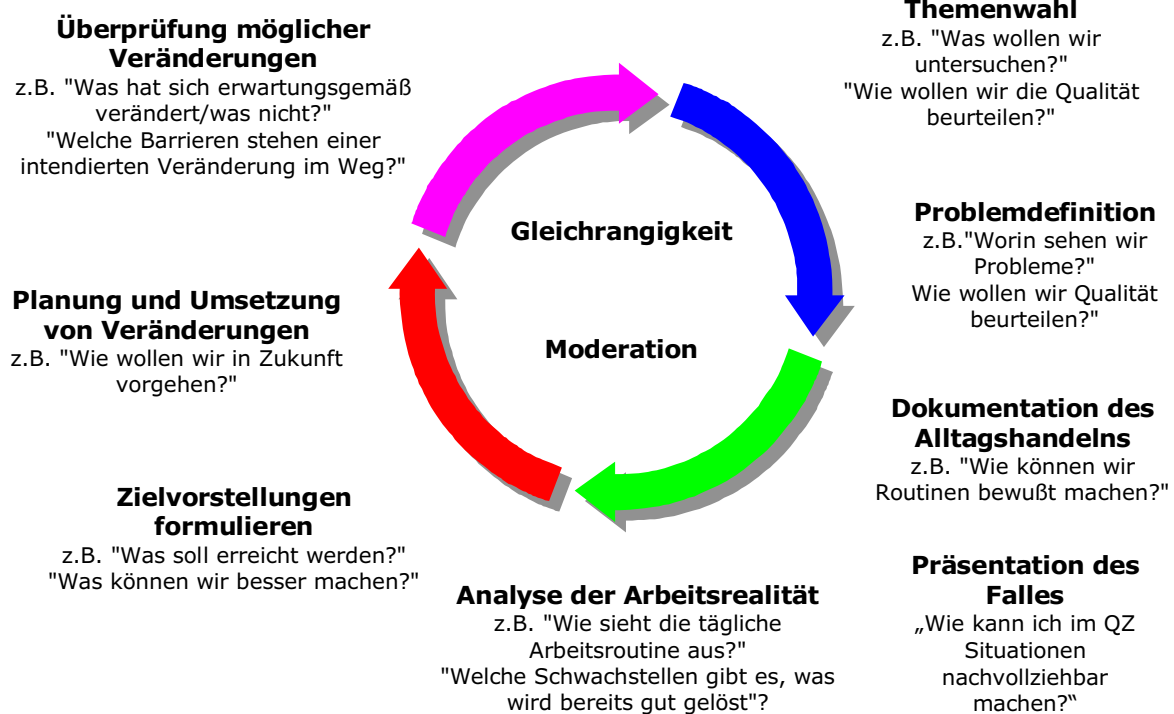 Themenwahl
z.B. "Was wollen wir
untersuchen?"
"Wie wollen wir die Qualität
beurteilen?"
Problemdefinition
z.B."Worin sehen wir
Probleme?"
Wie wollen wir Qualität
beurteilen?"
Dokumentation des
Alltagshandelns
z.B. "Wie können wir
Routinen bewußt machen?"
Präsentation des
Falles
„Wie kann ich im QZ
Situationen
nachvollziehbar
machen?“
Analyse der Arbeitsrealität
z.B. "Wie sieht die tägliche
Arbeitsroutine aus?"
"Welche Schwachstellen gibt es, was
wird bereits gut gelöst"?
Zielvorstellungen
formulieren
z.B. "Was soll erreicht werden?"
"Was können wir besser machen?"
Planung und Umsetzung
von Veränderungen
z.B. "Wie wollen wir in Zukunft
vorgehen?"
Überprüfung möglicher
Veränderungen
z.B. "Was hat sich erwartungsgemäß
verändert/was nicht?"
"Welche Barrieren stehen einer
intendierten Veränderung im Weg?"
Gleichrangigkeit
Moderation